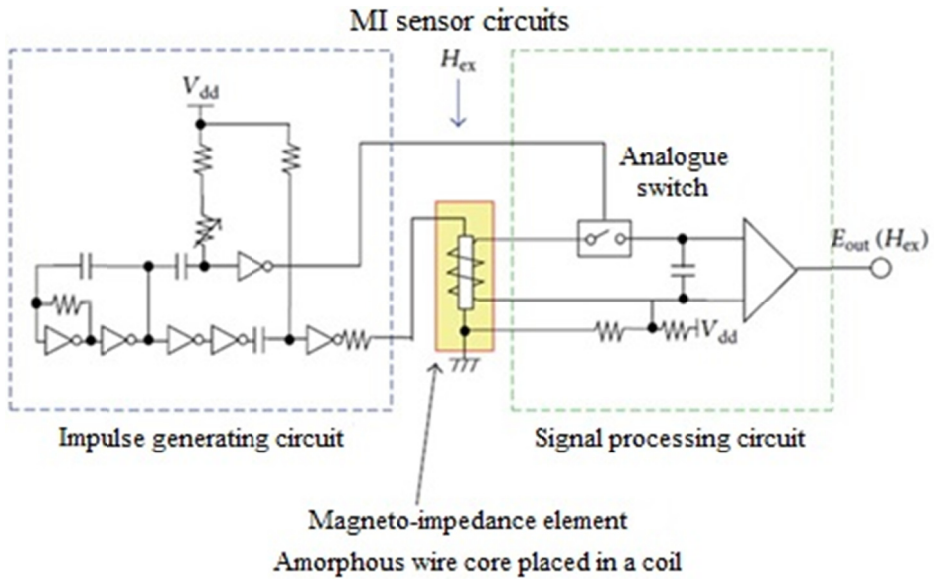 MI sensor circuits
Hex
Vdd
Analogue
switch
Eout (Hex)
Vdd
Impulse generating circuit
Signal processing circuit
Magneto-impedance element
Amorphous wire core placed in a coil